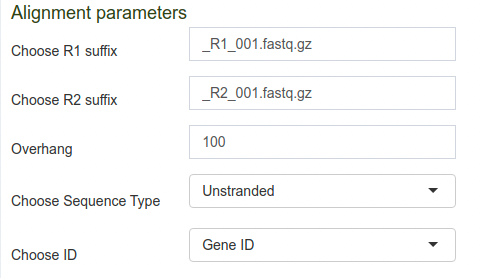 Alignment parameters
Choose R1 suffix
_R1_001.fastq.gz
Choose R2 suffix
_R2_001.fastq.gz
Overhang
100
Choose Sequence Type
Unstranded
Choose ID
Gene ID